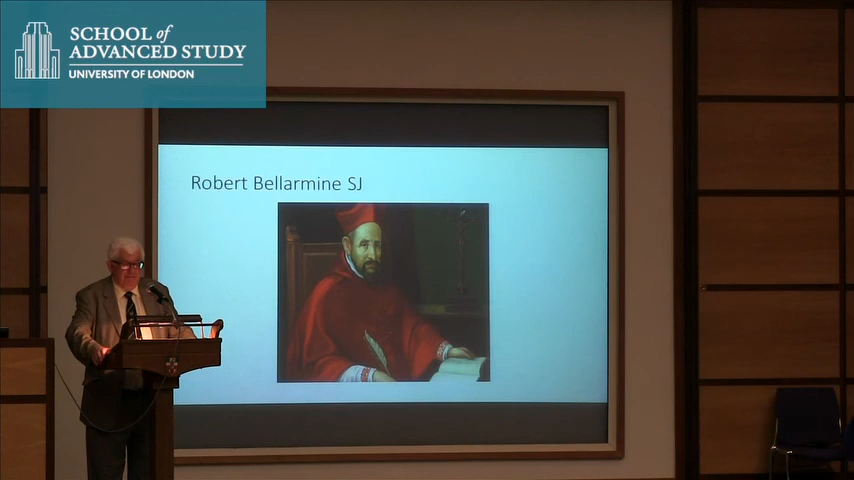 SCHOOL of
ADVANCED STUDY
UNIVERSITY OF LONDON
Robert Bellarmine SJ